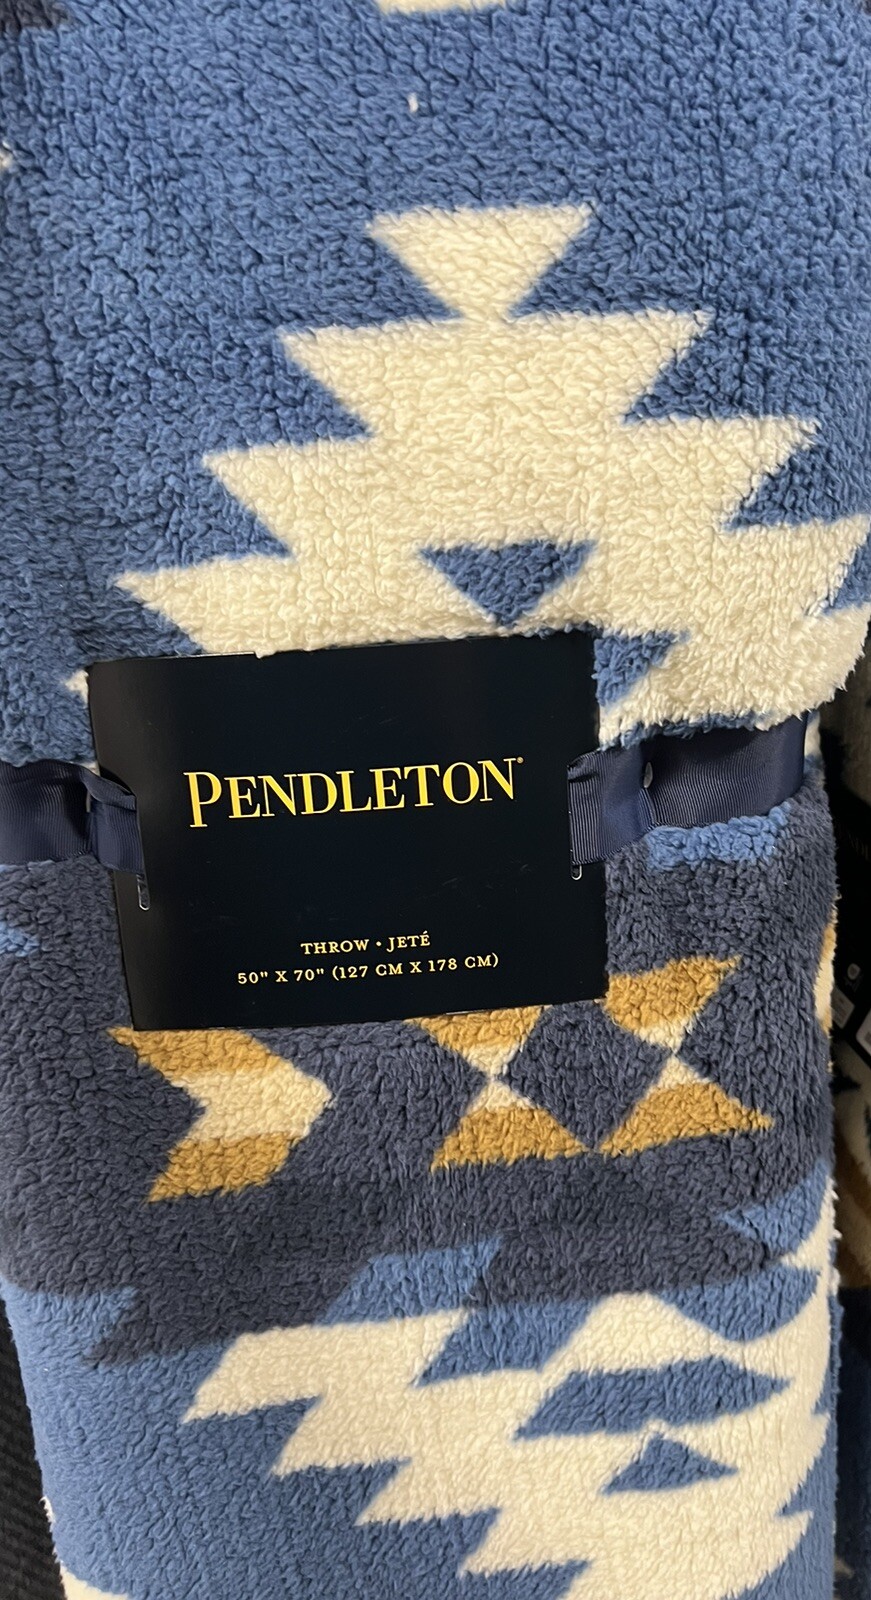 PENDLETON®
THROW • JETÉ
50" X 70" (127 CM X 178 CM)